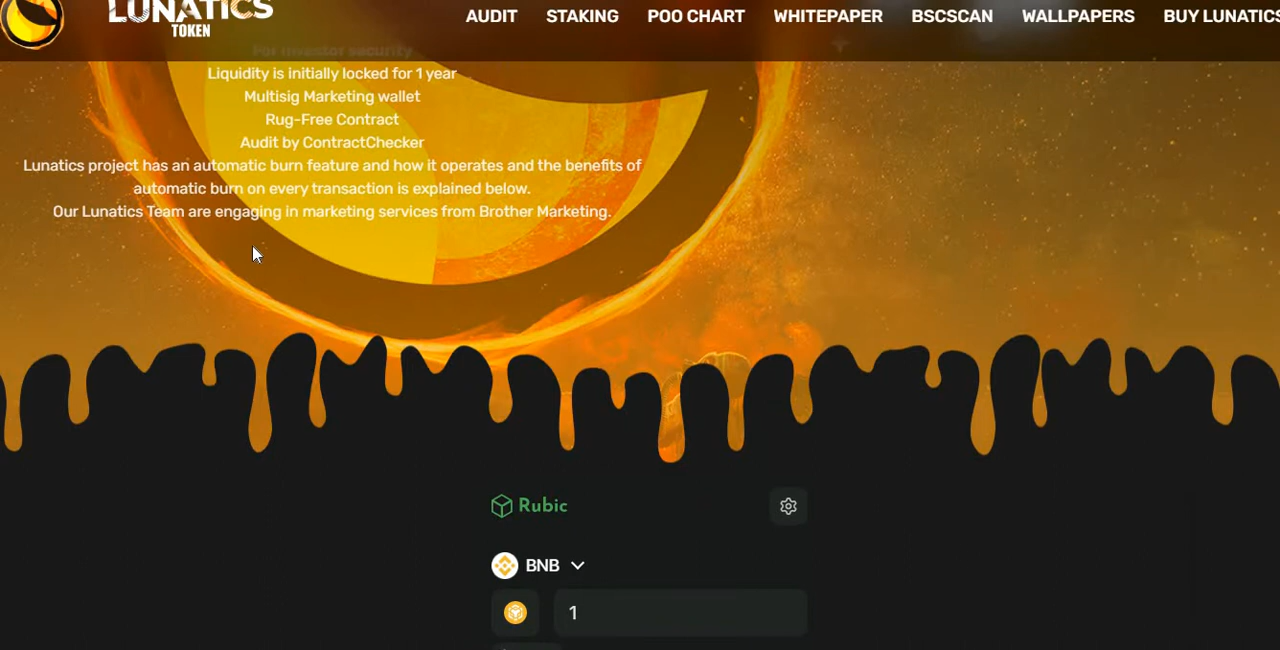 LUNATICS
TOKEN
AUDIT STAKING POO CHART WHITEPAPER BSCSCAN WALLPAPERS BUY LUNATICS
For investor security
Liquidity is initially locked for 1 year
Multisig Marketing wallet
Rug-Free Contract
Audit by ContractChecker
Lunatics project has an automatic burn feature and how it operates and the benefits of
automatic burn on every transaction is explained below.
Our Lunatics Team are engaging in marketing services from Brother Marketing.
Rubic
BNB
1